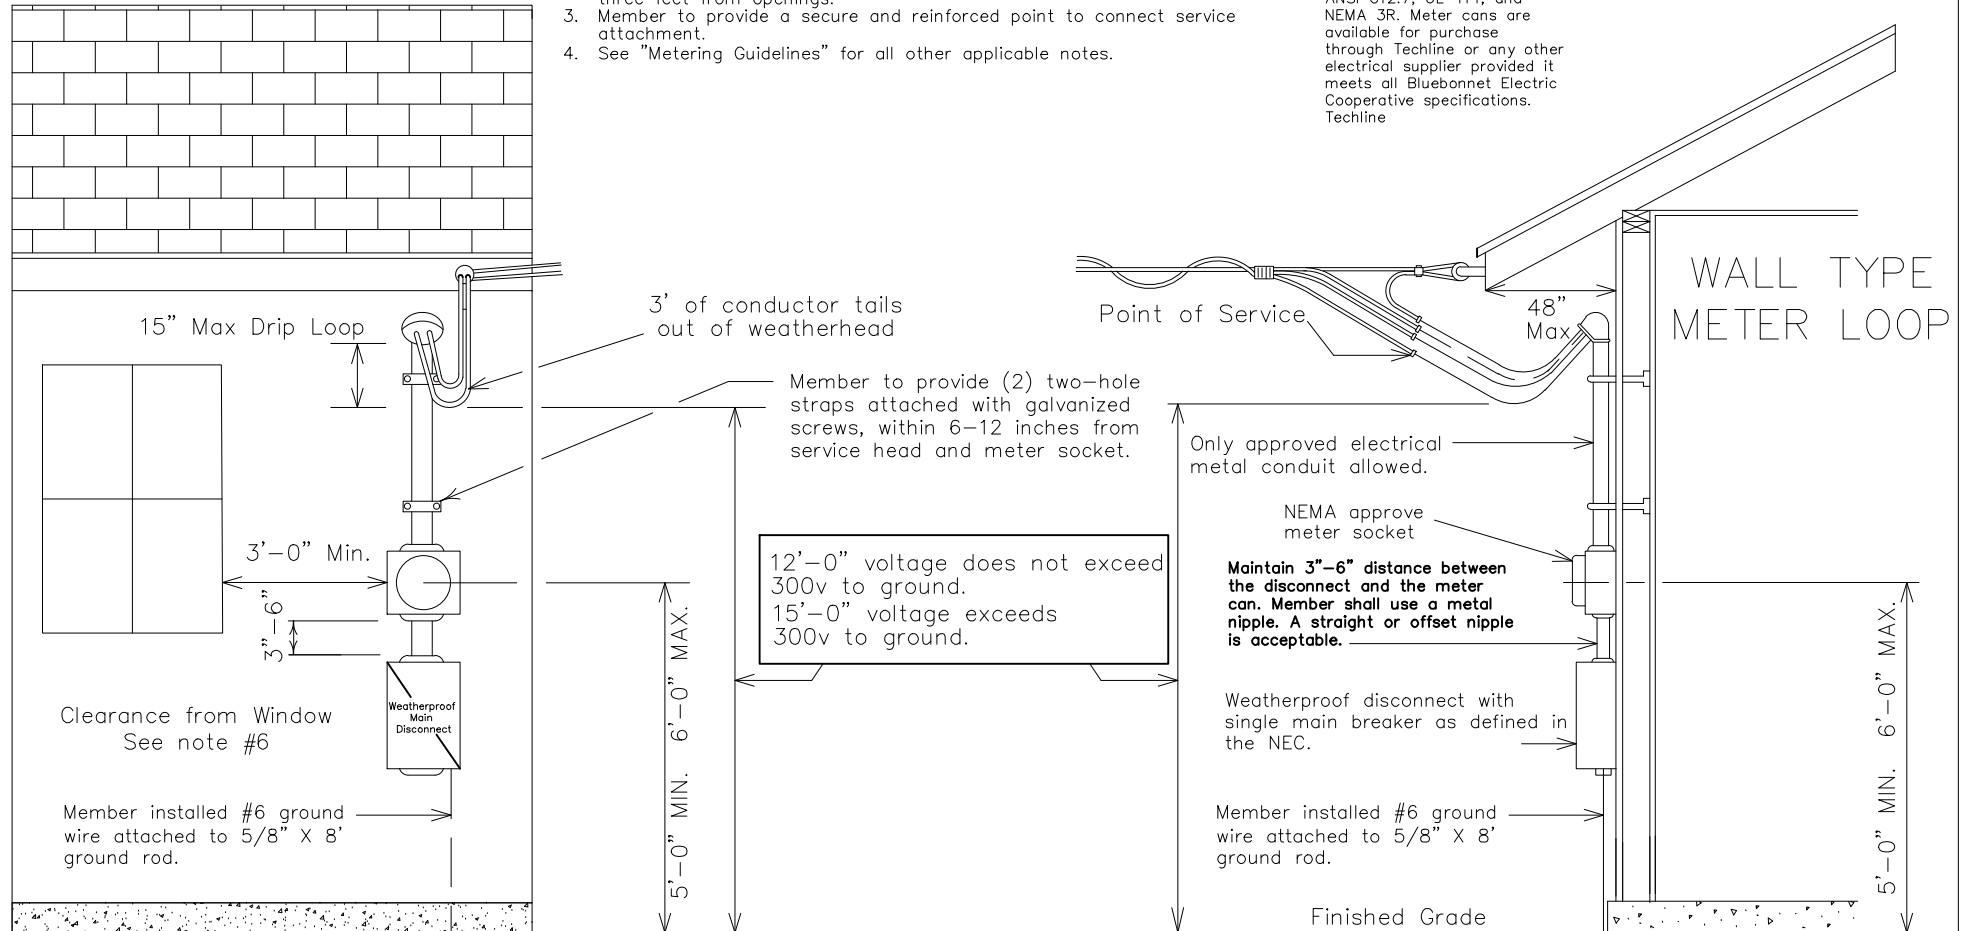 three feet from openings.
3. Member to provide a secure and reinforced point to connect service
attachment.
4. See "Metering Guidelines" for all other applicable notes.
and
NEMA 3R. Meter cans are
available for purchase
through Techline or any other
electrical supplier provided it
meets all Bluebonnet Electric
Cooperative specifications.
Techline
WALL TYPE
METER LOOP
15" Max Drip Loop
3' of conductor tails
out of weatherhead
Point of Service
48"
Max
Member to provide (2) two-hole
straps attached with galvanized
screws, within 6-12 inches from
service head and meter socket.
Only approved electrical
metal conduit allowed.
NEMA approve
meter socket
3'-0" Min.
12'-0" voltage does not exceed
300v to ground.
15'-0" voltage exceeds
300v to ground.
Maintain 3"-6" distance between
the disconnect and the meter
can. Member shall use a metal
nipple. A straight or offset nipple
is acceptable.
3"-6"
Weatherproof
Main
Disconnect
Clearance from Window
See note #6
Weatherproof disconnect with
single main breaker as defined in
the NEC.
Member installed #6 ground
wire attached to 5/8" X 8'
ground rod.
5'-0" MIN. 6'-0" MAX.
Member installed #6 ground
wire attached to 5/8" X 8'
ground rod.
5'-0" MIN. 6'-0" MAX.
Finished Grade